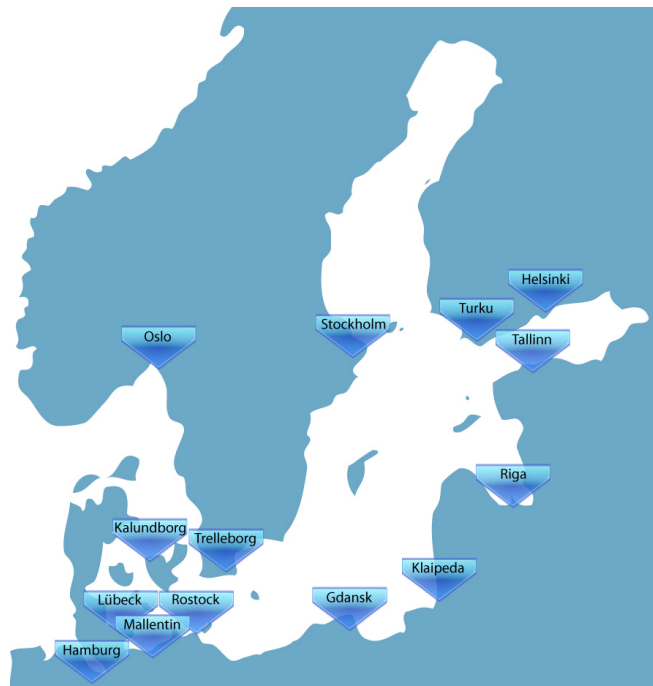 Helsinki
Turku
Stockholm
Oslo
Tallinn
Riga
Kalundborg
Trelleborg
Klaipeda
Lübeck
Rostock
Gdansk
Mallentin
Hamburg